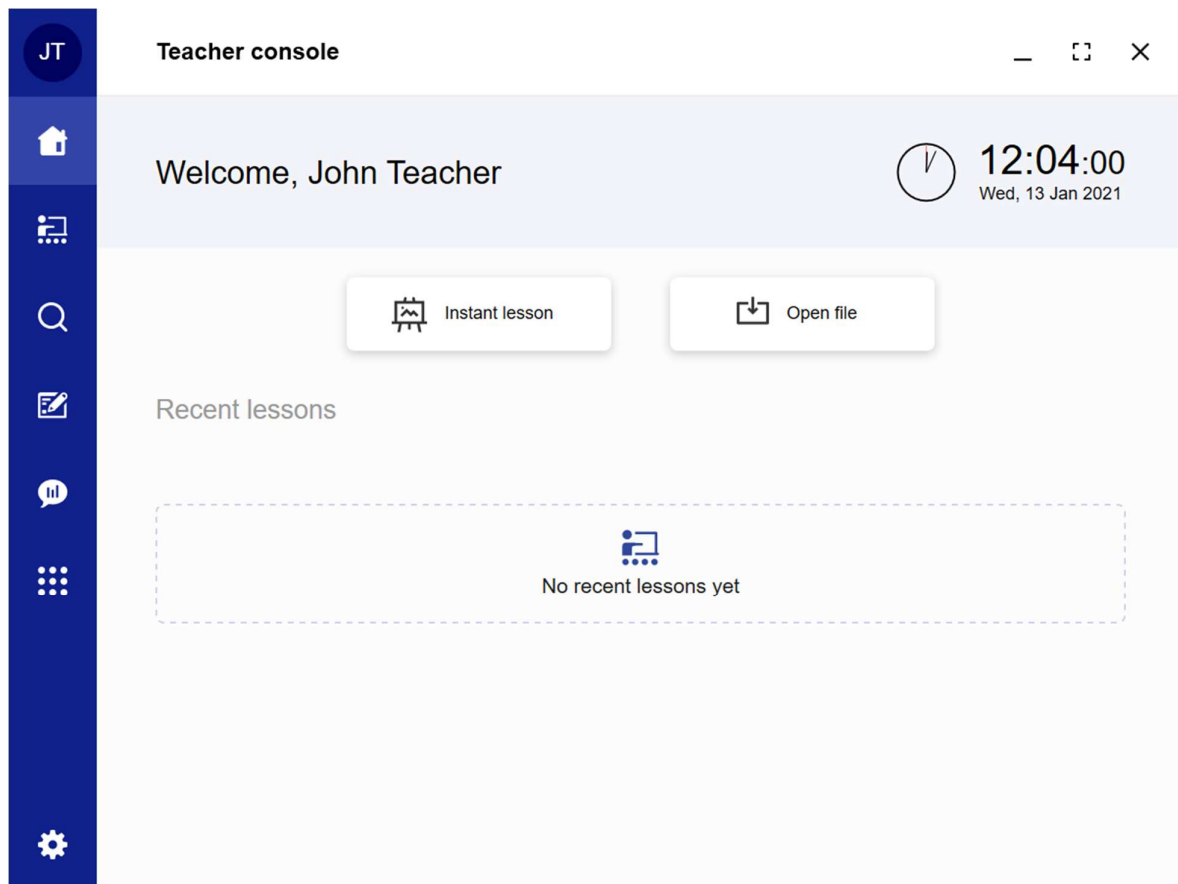 JT
Teacher console
Welcome, John Teacher
12:04:00
Wed, 13 Jan 2021
Instant lesson
Open file
Recent lessons
No recent lessons yet